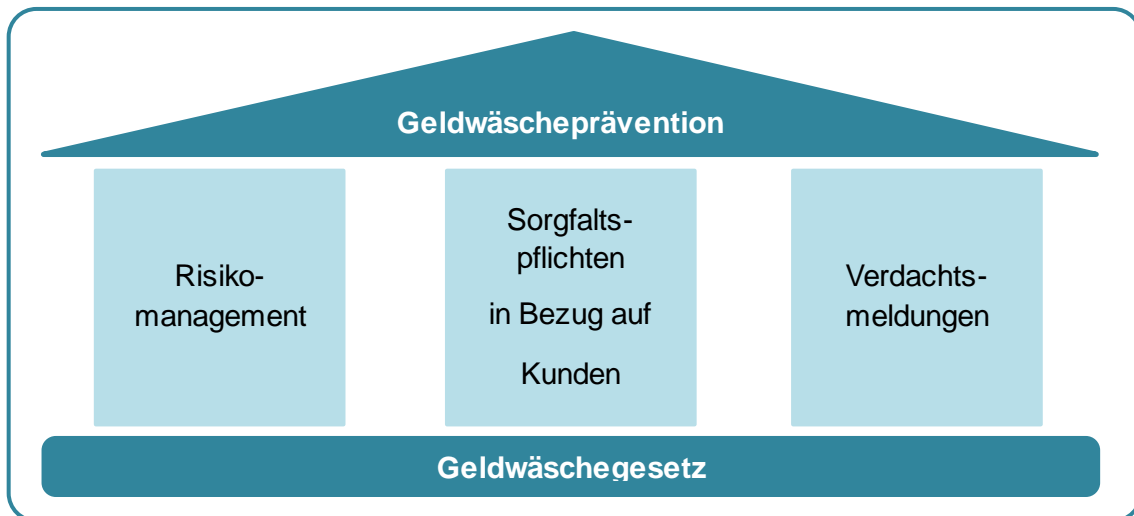 Geldwäscheprävention
Risiko-
management
Sorgfalts-
pflichten
in Bezug auf
Kunden
Verdachts-
meldungen
Geldwäschegesetz